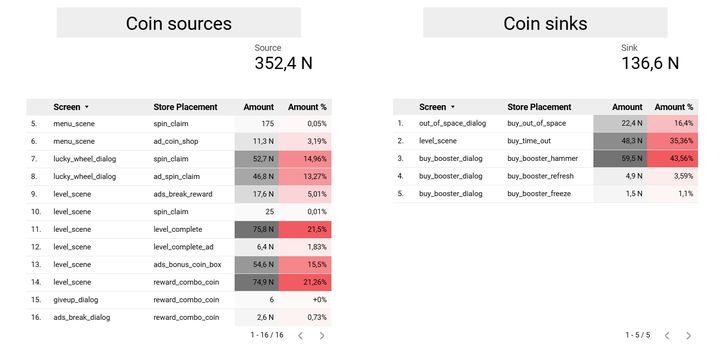 Coin sources
Source
352,4 N
Screen Store Placement Amount Amount %
5. menu_scene spin_claim 175 0,05%
6. menu_scene ad_coin_shop 11,3 N 3,19%
7. lucky_wheel_dialog spin_claim 52,7 N 14,96%
8. lucky_wheel_dialog ad_spin_claim 46,8 N 13,27%
9. level_scene ads_break_reward 17,6 N 5,01%
10. level_scene spin_claim 25 0,01%
11. level_scene level_complete 75,8 N 21,5%
12. level_scene level_complete_ad 6,4 N 1,83%
13. level_scene ads_bonus_coin_box 54,6 N 15,5%
14. level_scene reward_combo_coin 74,9 N 21,26%
15. giveup_dialog reward_combo_coin 6 +0%
16. ads_break_dialog reward_combo_coin 2,6 N 0,73%
1 - 16 / 16
Coin sinks
Sink
136,6 N
Screen Store Placement Amount Amount %
1. out_of_space_dialog buy_out_of_space 22,4 N 16,4%
2. level_scene buy_time_out 48,3 N 35,36%
3. buy_booster_dialog buy_booster_hammer 59,5 N 43,56%
4. buy_booster_dialog buy_booster_refresh 4,9 N 3,59%
5. buy_booster_dialog buy_booster_freeze 1,5 N 1,1%
1 - 5 / 5